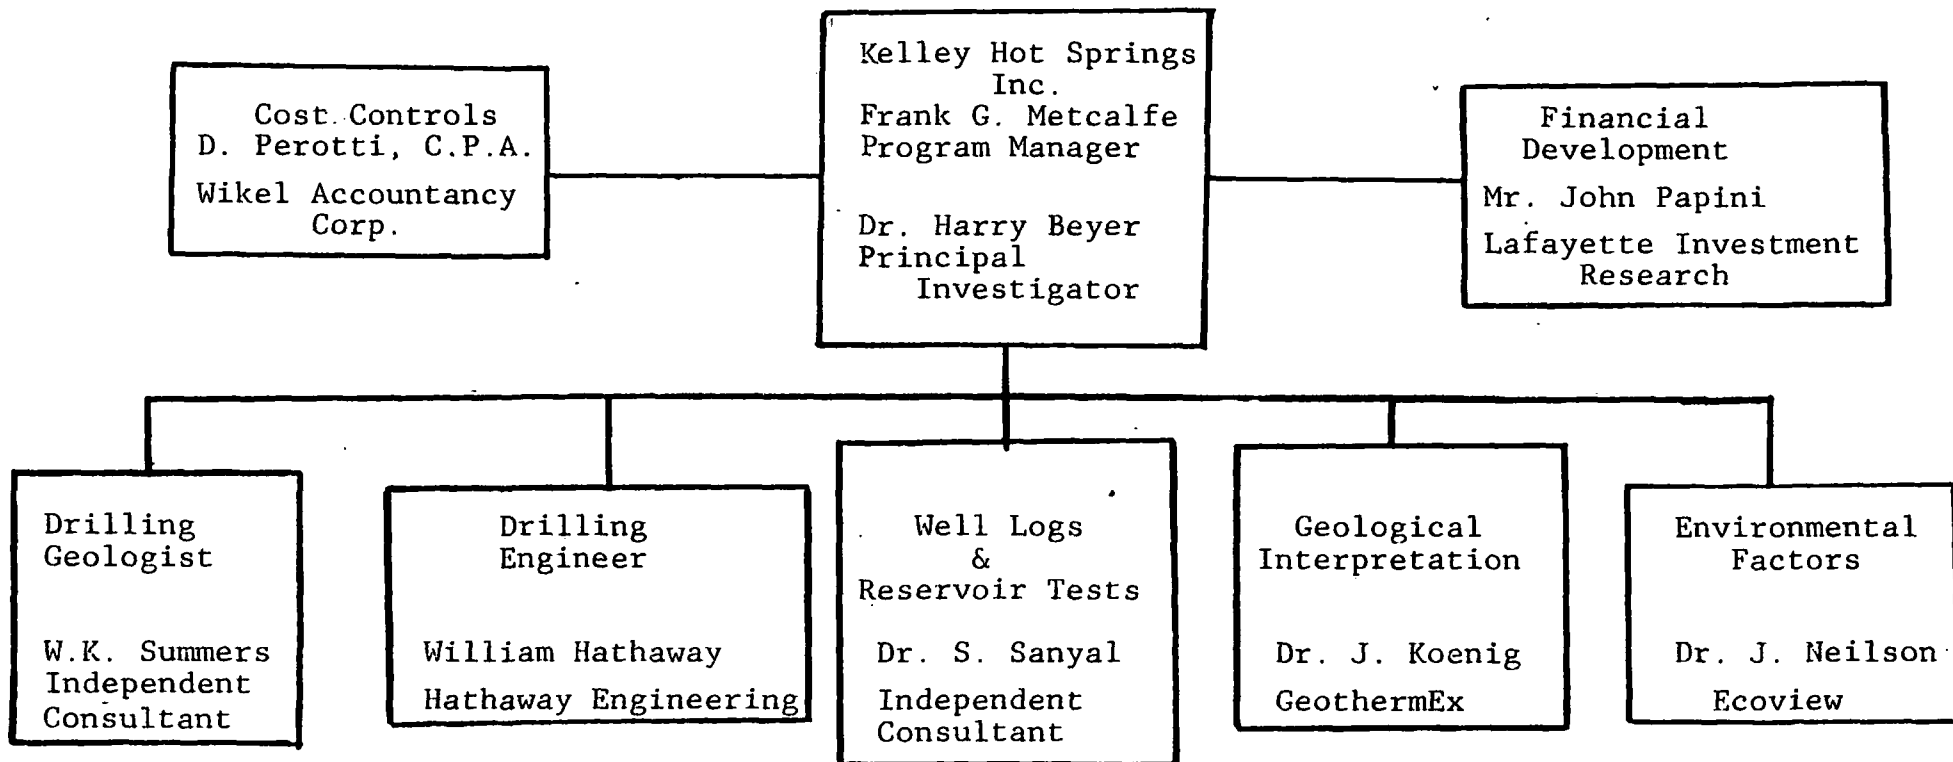 Kelley Hot Springs
Inc.
Frank G. Metcalfe
Program Manager
Dr. Harry Beyer
Principal
Investigator
Cost Controls
D. Perotti, C.P.A.
Wikel Accountancy
Corp.
Financial
Development
Mr. John Papini
Lafayette Investment
Research
Drilling
Geologist
W.K. Summers
Independent
Consultant
Drilling
Engineer
William Hathaway
Hathaway Engineering
Well Logs
&
Reservoir Tests
Dr. S. Sanyal
Independent
Consultant
Geological
Interpretation
Dr. J. Koenig
GeothermEx
Environmental
Factors
Dr. J. Neilson
Ecoview